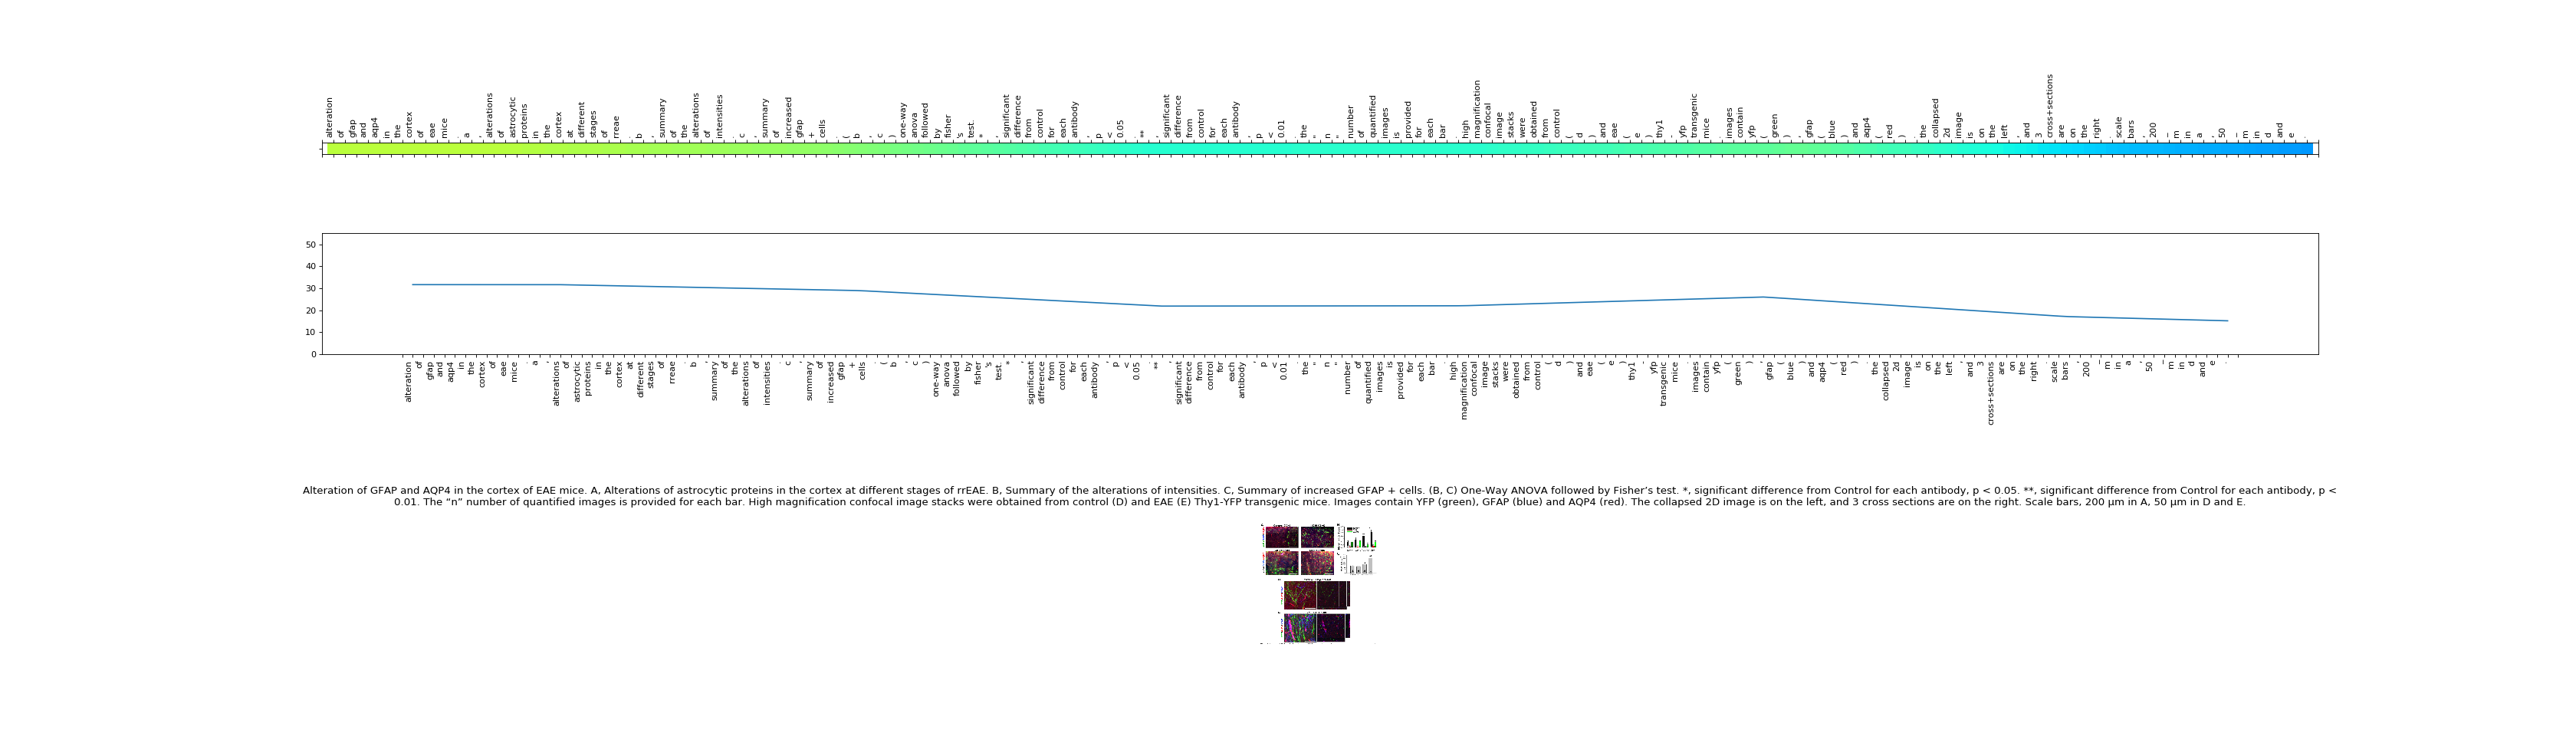 alteration of gfap and aqp4 in the cortex of eae mice . a , alterations of astrocytic proteins in the cortex at different stages of rreae . b , summary of the alterations of intensities . c , summary of increased gfap + cells . ( b , c ) one-way anova followed by fisher 's test. * , significant difference from control for each antibody , p < 0.05 . ** , significant difference from control for each antibody , p < 0.01 . the “ n ” number of quantified images is provided for each bar . high magnification confocal image stacks were obtained from control ( d ) and eae ( e ) thy1 - yfp transgenic mice . images contain yfp ( green ) , gfap ( blue ) and aqp4 ( red ) . the collapsed 2d image is on the left , and 3 cross+sections are on the right . scale bars , 200 – m in a , 50 – m in d and e .
50
40
30
20
10
0
alteration of gfap and aqp4 in the cortex of eae mice . a , alterations of astrocytic proteins in the cortex at different stages of rreae . b , summary of the alterations of intensities . c , summary of increased gfap + cells . ( b , c ) one-way anova followed by fisher 's test. * , significant difference from control for each antibody , p < 0.05 . ** , significant difference from control for each antibody , p < 0.01 . the “ n ” number of quantified images is provided for each bar . high magnification confocal image stacks were obtained from control ( d ) and eae ( e ) thy1 - yfp transgenic mice . images contain yfp ( green ) , gfap ( blue ) and aqp4 ( red ) . the collapsed 2d image is on the left , and 3 cross+sections are on the right . scale bars , 200 – m in a , 50 – m in d and e .
Alteration of GFAP and AQP4 in the cortex of EAE mice. A, Alterations of astrocytic proteins in the cortex at different stages of rrEAE. B, Summary of the alterations of intensities. C, Summary of increased GFAP + cells. (B, C) One-Way ANOVA followed by Fisher’s test. *, significant difference from Control for each antibody, p < 0.05. **, significant difference from Control for each antibody, p <
0.01. The “n” number of quantified images is provided for each bar. High magnification confocal image stacks were obtained from control (D) and EAE (E) Thy1-YFP transgenic mice. Images contain YFP (green), GFAP (blue) and AQP4 (red). The collapsed 2D image is on the left, and 3 cross sections are on the right. Scale bars, 200 μm in A, 50 μm in D and E.